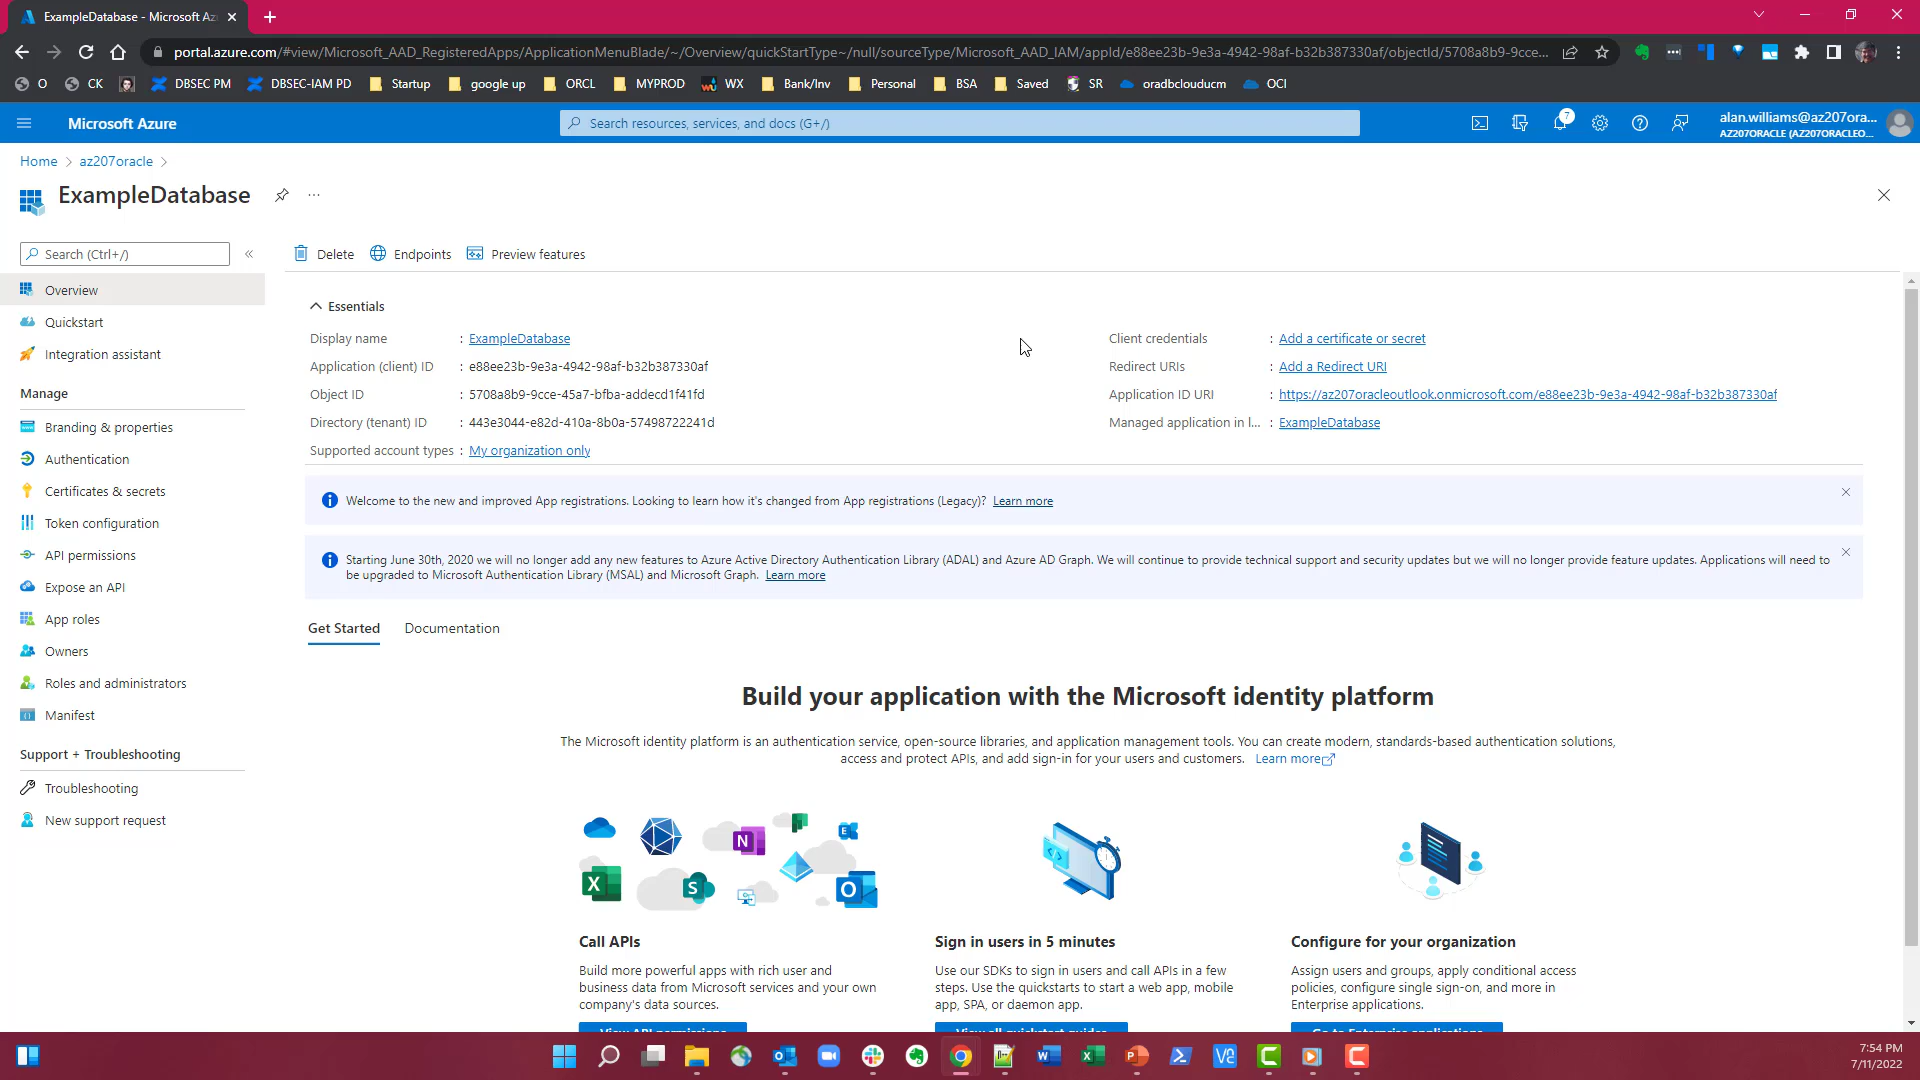 ExampleDatabase - Microsoft Az
portal.azure.com/#view/Microsoft_AAD_RegisteredApps/ApplicationMenuBlade/~/Overview/quickStartType~/null/sourceType/Microsoft_AAD_IAM/appId/e88ee23b-9e3a-4942-98af-b32b387330af/objectId/5708a8b9-9cce...
O CK DBSEC PM DBSEC-IAM PD Startup google up ORCL MYPROD WX Bank/Inv Personal BSA Saved SR oradbclouducm OCI
Microsoft Azure
Search resources, services, and docs (G+/)
7
alan.williams@az207ora...
AZ207ORACLE (AZ207ORACLEO...
Home > az207oracle >
ExampleDatabase
Search (Ctrl+/)
Overview
Quickstart
Integration assistant
Manage
Branding & properties
Authentication
Certificates & secrets
Token configuration
API permissions
Expose an API
App roles
Owners
Roles and administrators
Manifest
Support + Troubleshooting
Troubleshooting
New support request
Delete Endpoints Preview features
Essentials
Display name : ExampleDatabase
Application (client) ID : e88ee23b-9e3a-4942-98af-b32b387330af
Object ID : 5708a8b9-9cce-45a7-bfba-addecd1f41fd
Directory (tenant) ID : 443e3044-e82d-410a-8b0a-57498722241d
Supported account types : My organization only
Client credentials : Add a certificate or secret
Redirect URIs : Add a Redirect URI
Application ID URI : https://az207oracleoutlook.onmicrosoft.com/e88ee23b-9e3a-4942-98af-b32b387330af
Managed application in l... : ExampleDatabase
Welcome to the new and improved App registrations. Looking to learn how it's changed from App registrations (Legacy)? Learn more
Starting June 30th, 2020 we will no longer add any new features to Azure Active Directory Authentication Library (ADAL) and Azure AD Graph. We will continue to provide technical support and security updates but we will no longer provide feature updates. Applications will need to
be upgraded to Microsoft Authentication Library (MSAL) and Microsoft Graph. Learn more
Get Started Documentation
Build your application with the Microsoft identity platform
The Microsoft identity platform is an authentication service, open-source libraries, and application management tools. You can create modern, standards-based authentication solutions,
access and protect APIs, and add sign-in for your users and customers. Learn more
Call APIs
Build more powerful apps with rich user and
business data from Microsoft services and your own
company's data sources.
View API permissions
Sign in users in 5 minutes
Use our SDKs to sign in users and call APIs in a few
steps. Use the quickstarts to start a web app, mobile
app, SPA, or daemon app.
View all quickstart guides
Configure for your organization
Assign users and groups, apply conditional access
policies, configure single sign-on, and more in
Enterprise applications.
Go to Enterprise applications
7:54 PM
7/11/2022